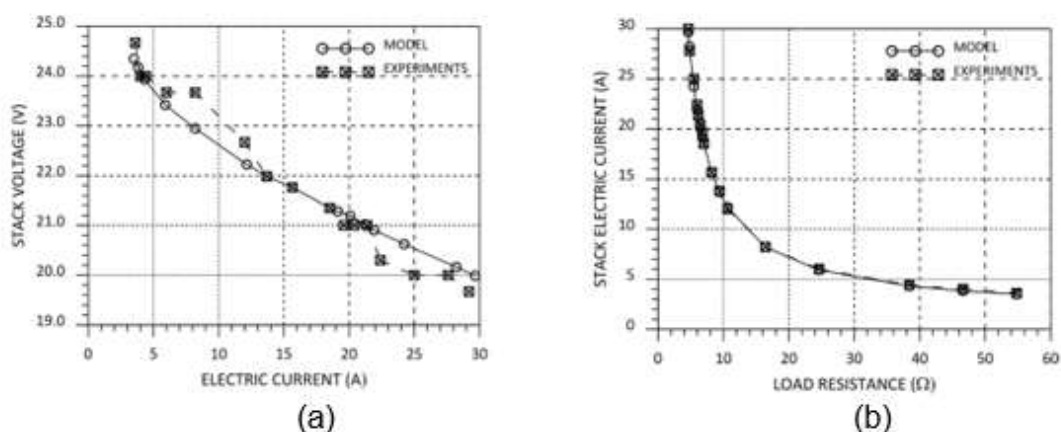 25.0
24.0
23.0
22.0
21.0
20.0
19.0
STACK VOLTAGE (V)
MODEL
EXPERIMENTS
0 5 10 15 20 25 30
ELECTRIC CURRENT (A)
(a)
30
25
20
15
10
5
0
STACK ELECTRIC CURRENT (A)
MODEL
EXPERIMENTS
0 10 20 30 40 50 60
LOAD RESISTANCE (Ω)
(b)